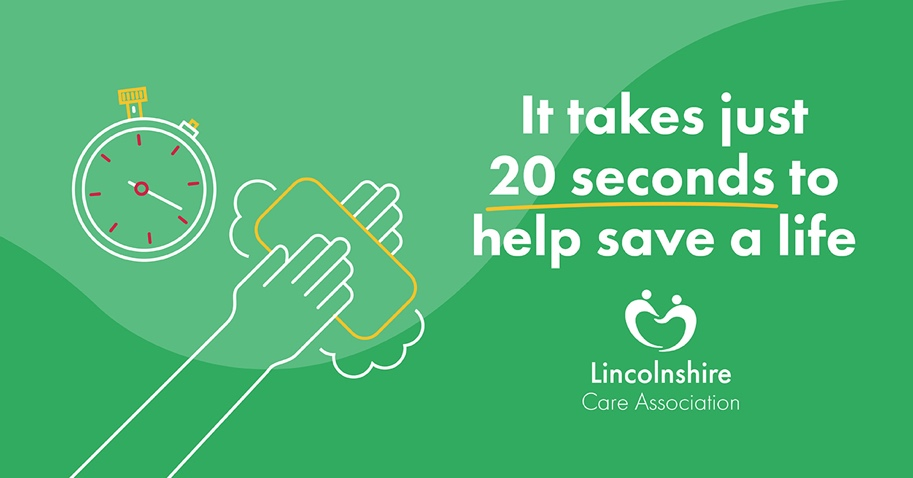 It takes just
20 seconds to
help save a life
Lincolnshire
Care Association